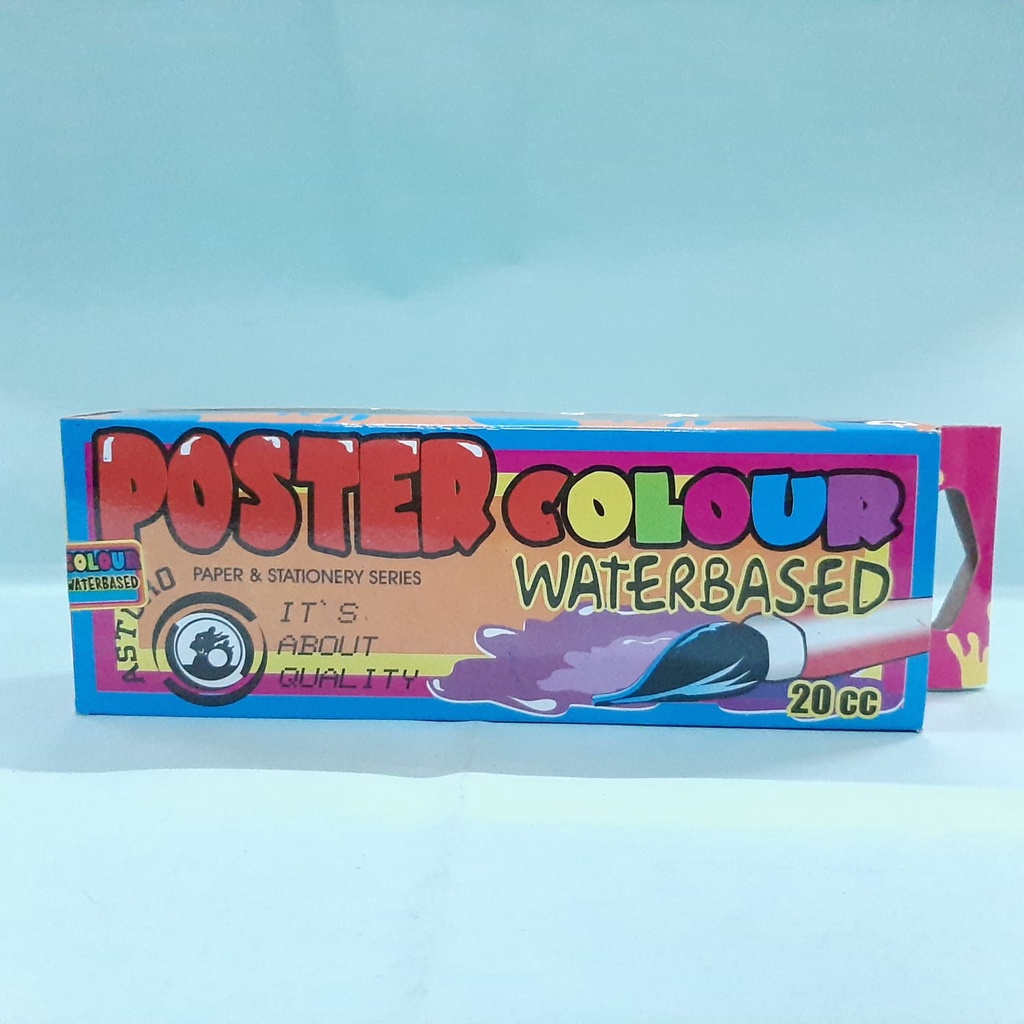 POSTER COLOUR
WATERBASED
COLOUR
WATERBASED
PAPER & STATIONERY SERIES
IT'S
ABOUT
QUALITY
20 cc